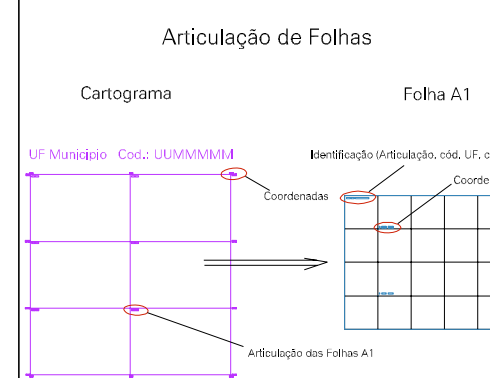 Articulação de Folhas
Cartograma
Folha A1
UF Município Cod.: UUMMMMM
Identificação (Articulação, cód. UF, c
Coordenadas
Coorde
Articulação das Folhas A1